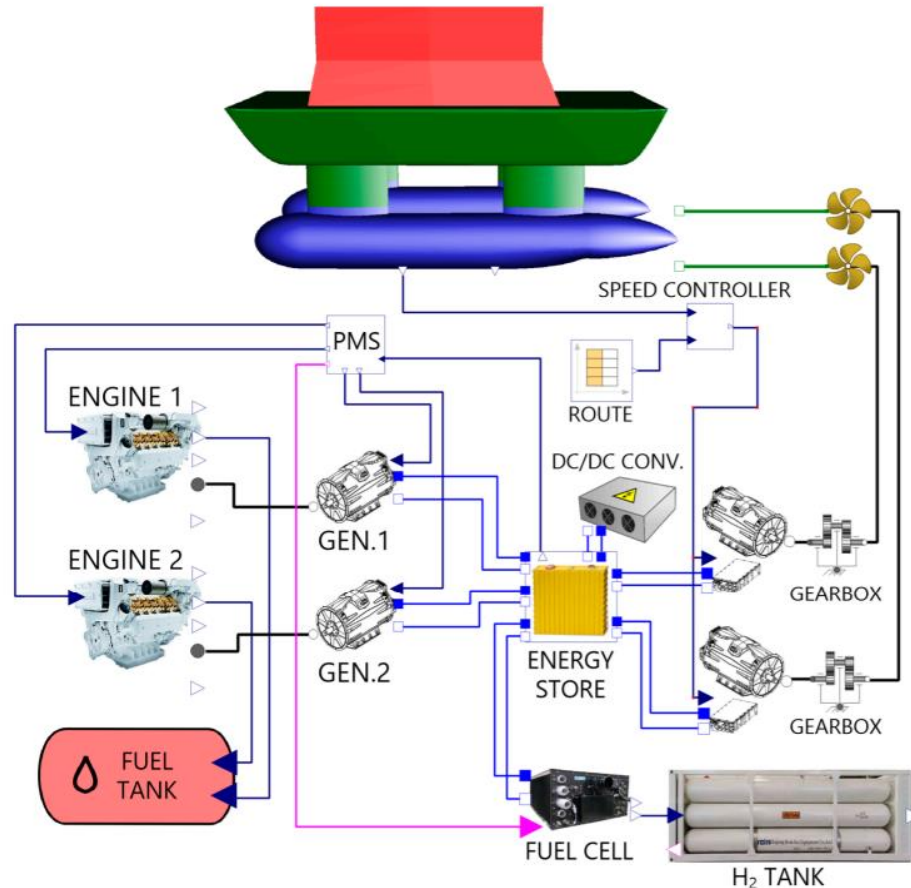 SPEED CONTROLLER
PMS
ROUTE
ENGINE 1
DC/DC CONV.
GEN.1
ENGINE 2
GEARBOX
GEN.2
ENERGY
STORE
GEARBOX
FUEL
TANK
FUEL CELL
H₂ TANK